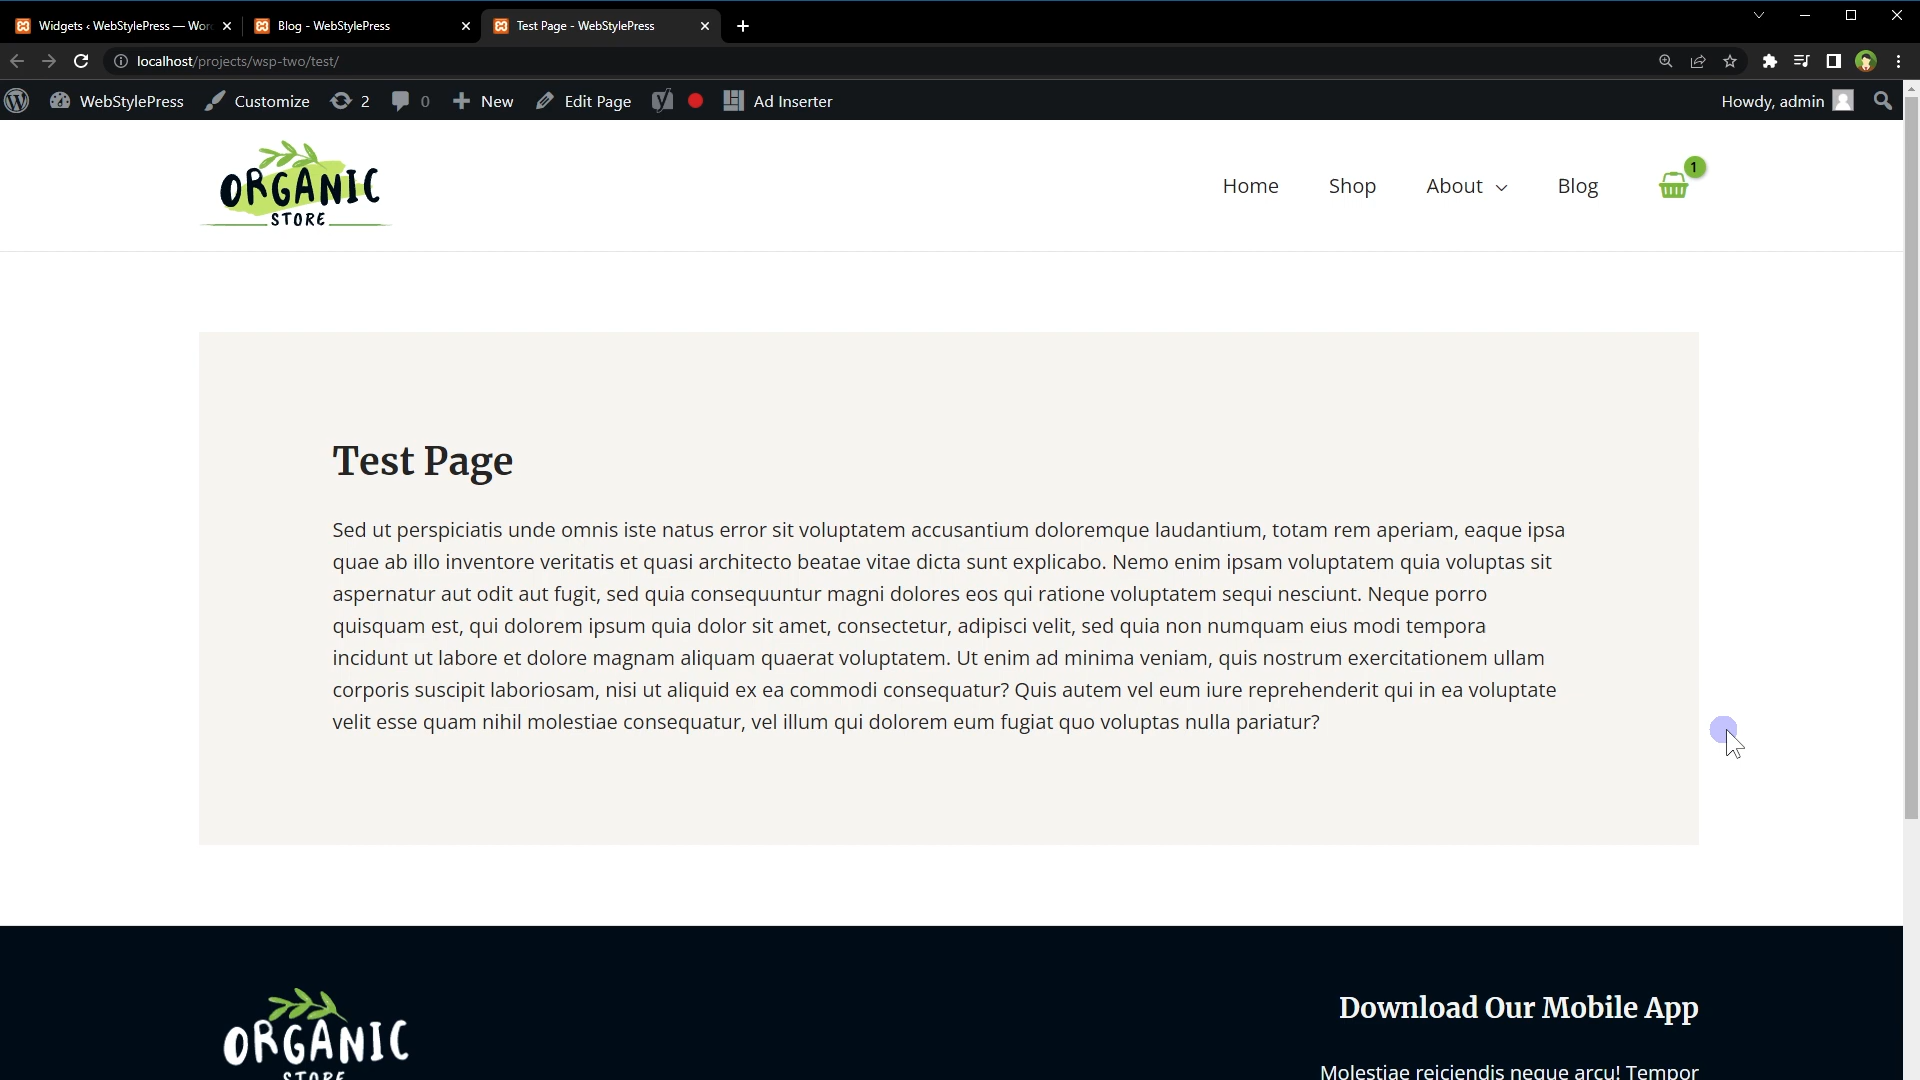 Widgets ‹ WebStylePress — Wor
Blog - WebStylePress
Test Page - WebStylePress
localhost/projects/wsp-two/test/
WebStylePress
Customize
2
0
New
Edit Page
Ad Inserter
Howdy, admin
ORGANIC
STORE
Home
Shop
About
Blog
1
Test Page
Sed ut perspiciatis unde omnis iste natus error sit voluptatem accusantium doloremque laudantium, totam rem aperiam, eaque ipsa
quae ab illo inventore veritatis et quasi architecto beatae vitae dicta sunt explicabo. Nemo enim ipsam voluptatem quia voluptas sit
aspernatur aut odit aut fugit, sed quia consequuntur magni dolores eos qui ratione voluptatem sequi nesciunt. Neque porro
quisquam est, qui dolorem ipsum quia dolor sit amet, consectetur, adipisci velit, sed quia non numquam eius modi tempora
incidunt ut labore et dolore magnam aliquam quaerat voluptatem. Ut enim ad minima veniam, quis nostrum exercitationem ullam
corporis suscipit laboriosam, nisi ut aliquid ex ea commodi consequatur? Quis autem vel eum iure reprehenderit qui in ea voluptate
velit esse quam nihil molestiae consequatur, vel illum qui dolorem eum fugiat quo voluptas nulla pariatur?
ORGANIC
STORE
Download Our Mobile App
Molestiae reiciendis neque arcu! Tempor